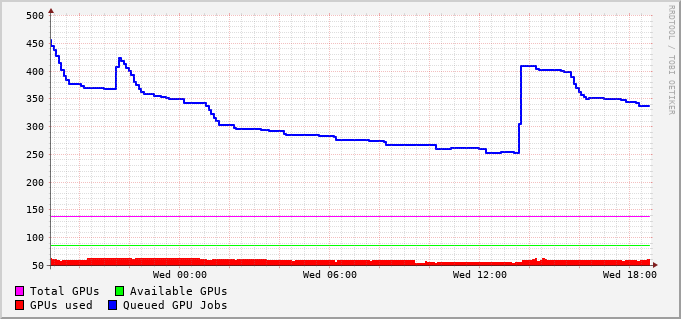 500
450
400
350
300
250
200
150
100
50
Wed 00:00 Wed 06:00 Wed 12:00 Wed 18:00
Total GPUs Available GPUs
GPUs used Queued GPU Jobs
RRDTOOL / TOBI OETIKER